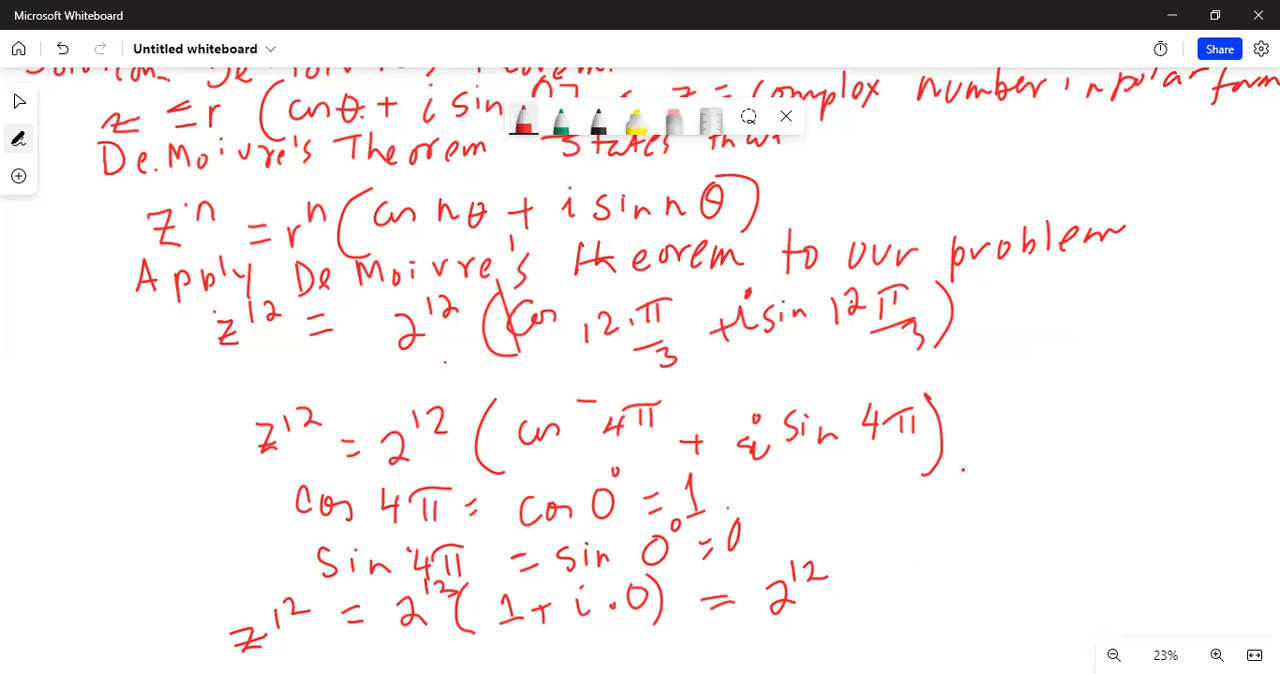 Microsoft Whiteboard
Untitled whiteboard
Share
(cosθ + i sin
complex number in polar form
De.Moivre's Theorem states that
z^n = r^n (cos nθ + i sin n θ)
Apply De Moivre's theorem to our problem
z^12 = 2^12 (cos 12.π/3 + i sin 12 π/3)
z^12 = 2^12 (cos 4π + i sin 4π)
cos 4π = cos 0° = 1
sin 4π = sin 0° = 0
z^12 = 2^12 (1 + i . 0) = 2^12
23%